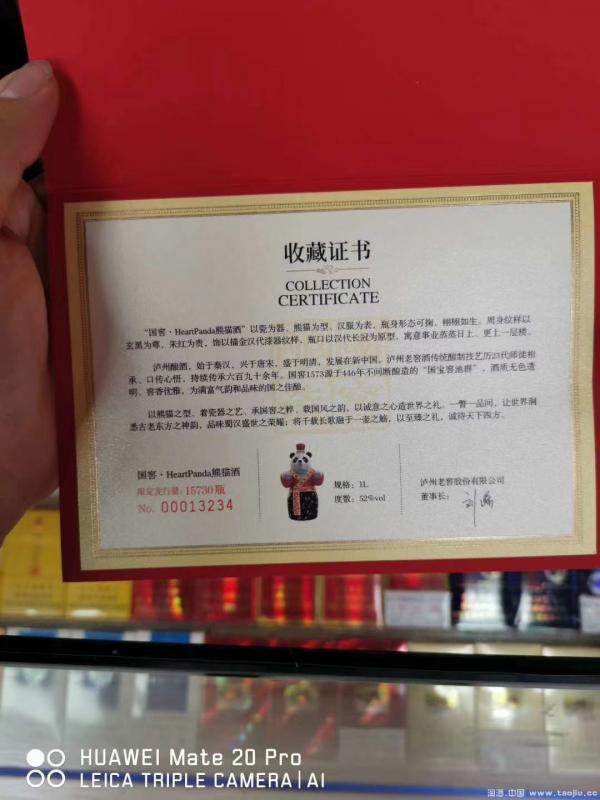 收藏证书
COLLECTION
CERTIFICATE
“国窖·HeartPanda熊猫酒”以瓷为器、熊猫为型、汉服为表，瓶身形态可掬，栩栩如生。周身纹样以
玄黑为尊，朱红为贵，饰以描金汉代漆器纹样，瓶口以汉代长冠为原型，寓意事业蒸蒸日上、更上一层楼。
泸州酿酒，始于秦汉，兴于唐宋，盛于明清，发展在新中国。泸州老窖酒传统酿制技艺历23代师徒相
承、口传心悟，持续传承六百九十余年。国窖1573源于446年不间断酿造的“国宝窖池群”，酒质无色透
明、窖香优雅，为满富气韵和品味的国之佳酿。
以熊猫之型、着瓷器之艺、承国窖之粹、载国风之韵，以诚意之心造世界之礼。一瞥一品间，让世界洞
悉古老东方之神韵，品味蜀汉盛世之荣耀；将千载长歌融于一壶之觞，以至臻之礼，诚待天下四方。
国窖·HeartPanda熊猫酒
限定发行量：15730瓶
No. 00013234
规格：1L
度数：52%vol
泸州老窖股份有限公司
董事长：
HUAWEI Mate 20 Pro
LEICA TRIPLE CAMERA | AI
淘酒.中国 www.taojiu.cc